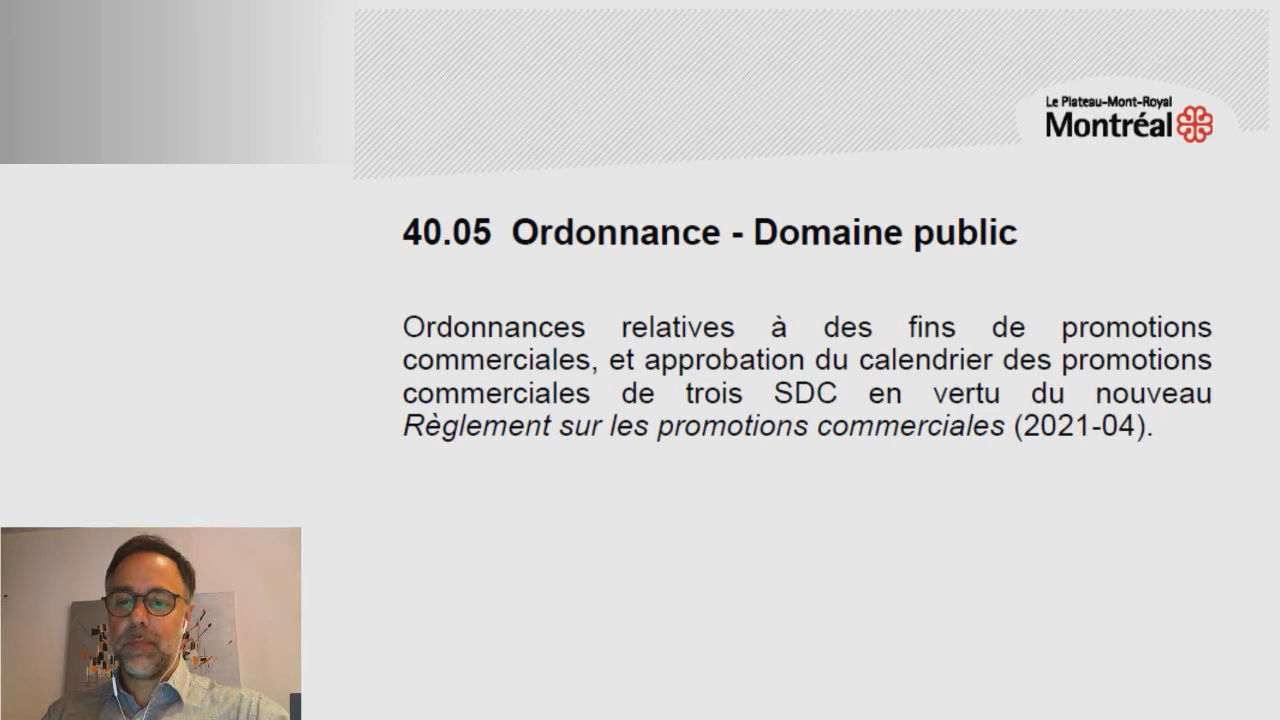 Le Plateau-Mont-Royal
Montréal
40.05 Ordonnance - Domaine public
Ordonnances relatives à des fins de promotions
commerciales, et approbation du calendrier des promotions
commerciales de trois SDC en vertu du nouveau
Règlement sur les promotions commerciales (2021-04).